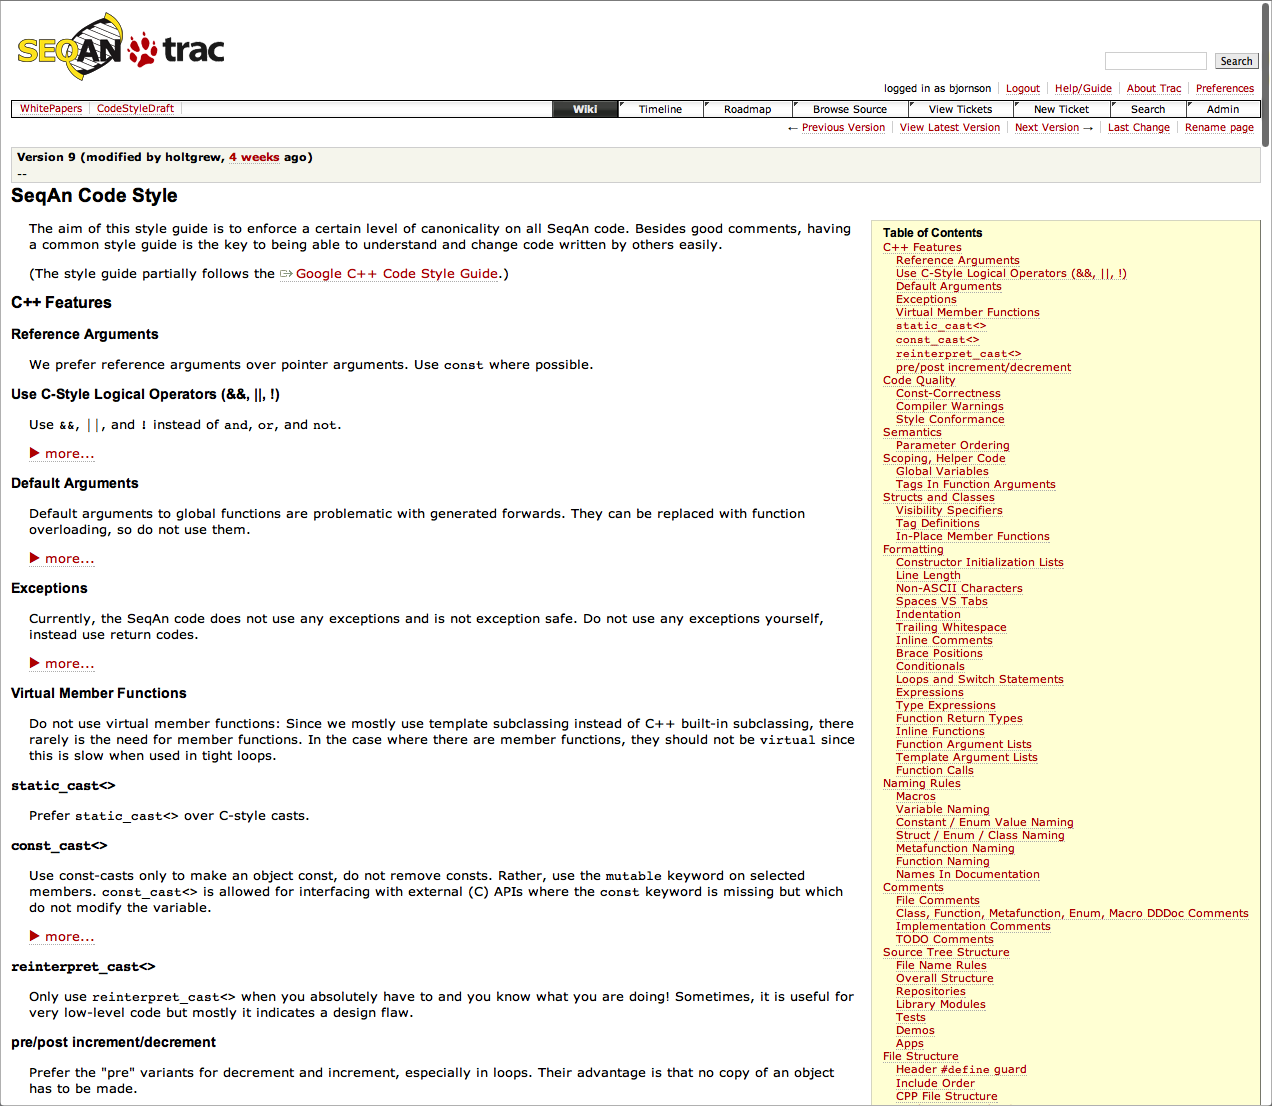 SEQAN trac
Search
logged in as bjornson Logout Help/Guide About Trac Preferences
WhitePapers CodeStyleDraft
Wiki Timeline Roadmap Browse Source View Tickets New Ticket Search Admin
← Previous Version View Latest Version Next Version → Last Change Rename page
Version 9 (modified by holtgrew, 4 weeks ago)
--
SeqAn Code Style
The aim of this style guide is to enforce a certain level of canonicality on all SeqAn code. Besides good comments, having
a common style guide is the key to being able to understand and change code written by others easily.
(The style guide partially follows the Google C++ Code Style Guide.)
C++ Features
Reference Arguments
We prefer reference arguments over pointer arguments. Use const where possible.
Use C-Style Logical Operators (&&, ||, !)
Use &&, ||, and ! instead of and, or, and not.
▶ more...
Default Arguments
Default arguments to global functions are problematic with generated forwards. They can be replaced with function
overloading, so do not use them.
▶ more...
Exceptions
Currently, the SeqAn code does not use any exceptions and is not exception safe. Do not use any exceptions yourself,
instead use return codes.
▶ more...
Virtual Member Functions
Do not use virtual member functions: Since we mostly use template subclassing instead of C++ built-in subclassing, there
rarely is the need for member functions. In the case where there are member functions, they should not be virtual since
this is slow when used in tight loops.
static_cast<>
Prefer static_cast<> over C-style casts.
const_cast<>
Use const-casts only to make an object const, do not remove consts. Rather, use the mutable keyword on selected
members. const_cast<> is allowed for interfacing with external (C) APIs where the const keyword is missing but which
do not modify the variable.
▶ more...
reinterpret_cast<>
Only use reinterpret_cast<> when you absolutely have to and you know what you are doing! Sometimes, it is useful for
very low-level code but mostly it indicates a design flaw.
pre/post increment/decrement
Prefer the "pre" variants for decrement and increment, especially in loops. Their advantage is that no copy of an object
has to be made.
Table of Contents
C++ Features
Reference Arguments
Use C-Style Logical Operators (&&, ||, !)
Default Arguments
Exceptions
Virtual Member Functions
static_cast<>
const_cast<>
reinterpret_cast<>
pre/post increment/decrement
Code Quality
Const-Correctness
Compiler Warnings
Style Conformance
Semantics
Parameter Ordering
Scoping, Helper Code
Global Variables
Tags In Function Arguments
Structs and Classes
Visibility Specifiers
Tag Definitions
In-Place Member Functions
Formatting
Constructor Initialization Lists
Line Length
Non-ASCII Characters
Spaces VS Tabs
Indentation
Trailing Whitespace
Inline Comments
Brace Positions
Conditionals
Loops and Switch Statements
Expressions
Type Expressions
Function Return Types
Inline Functions
Function Argument Lists
Template Argument Lists
Function Calls
Naming Rules
Macros
Variable Naming
Constant / Enum Value Naming
Struct / Enum / Class Naming
Metafunction Naming
Function Naming
Names In Documentation
Comments
File Comments
Class, Function, Metafunction, Enum, Macro DDDoc Comments
Implementation Comments
TODO Comments
Source Tree Structure
File Name Rules
Overall Structure
Repositories
Library Modules
Tests
Demos
Apps
File Structure
Header #define guard
Include Order
CPP File Structure